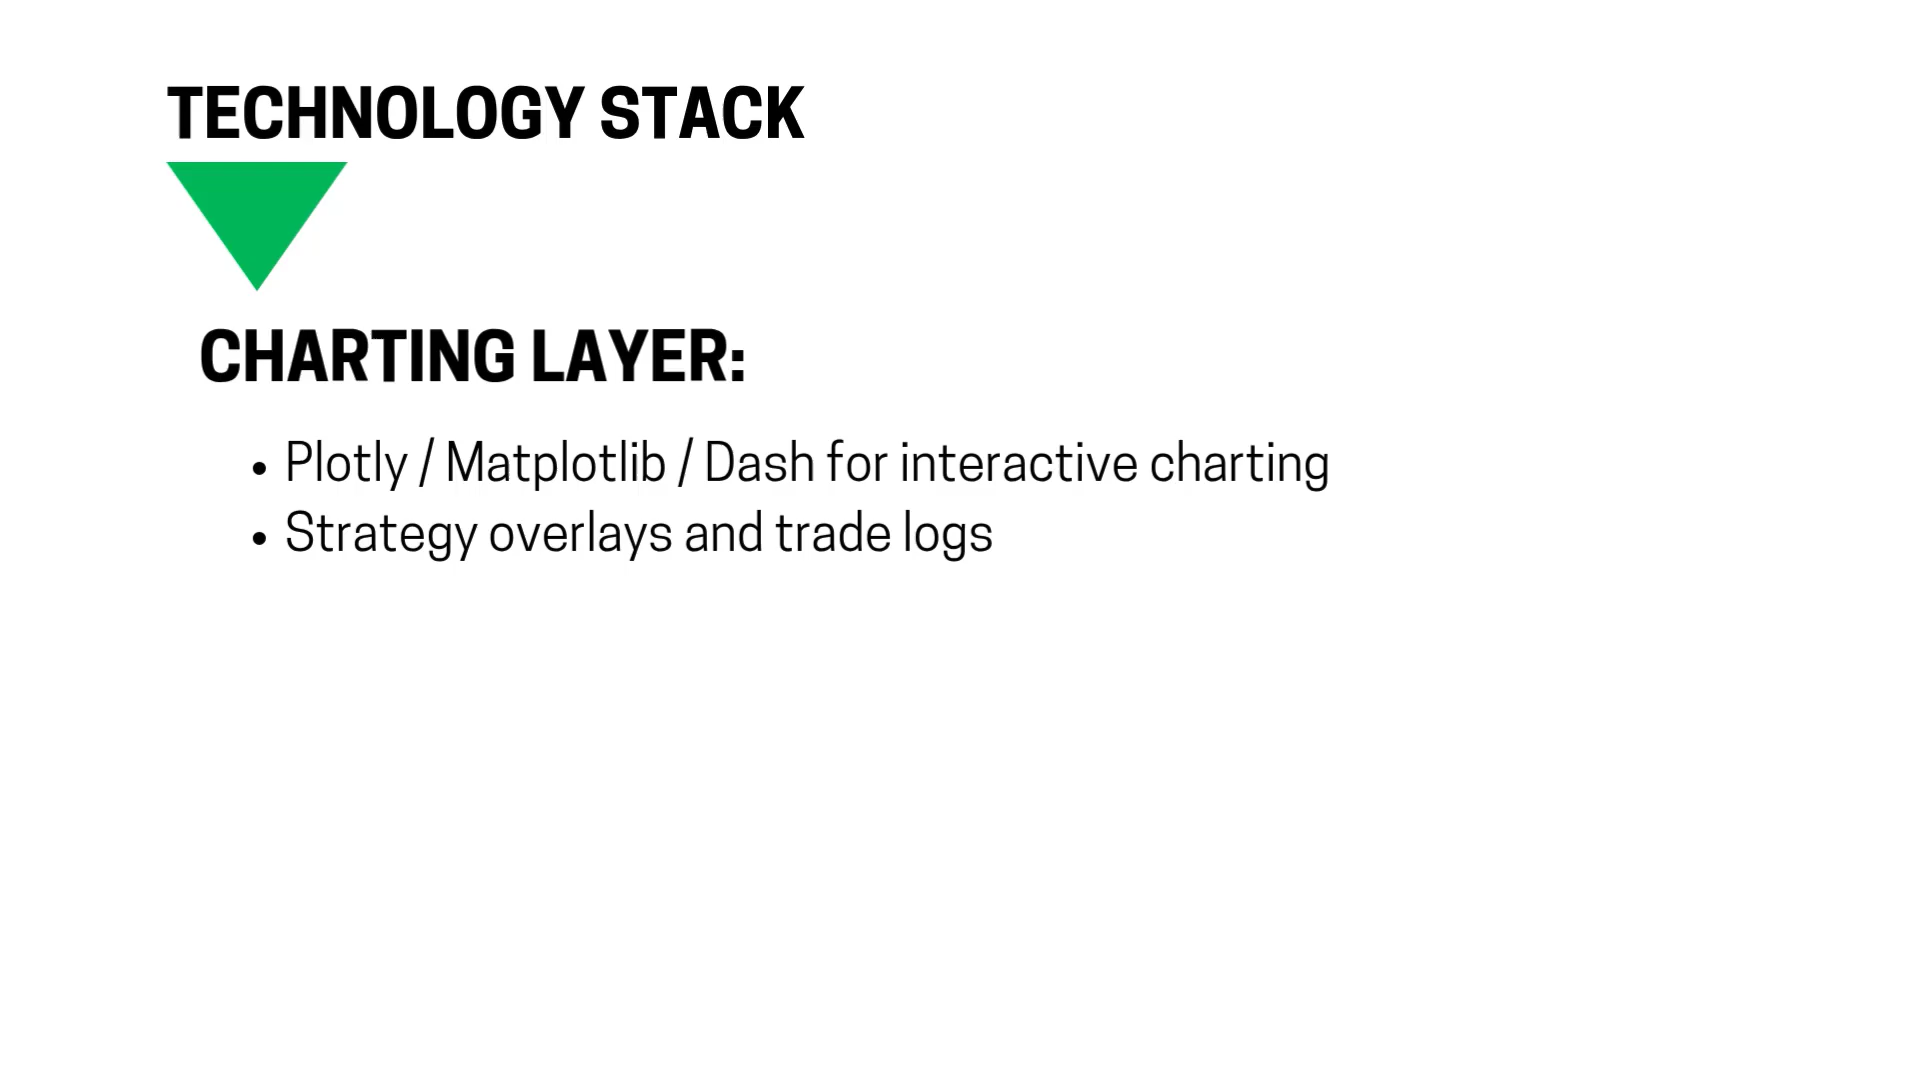 TECHNOLOGY STACK
CHARTING LAYER:
• Plotly / Matplotlib / Dash for interactive charting
• Strategy overlays and trade logs